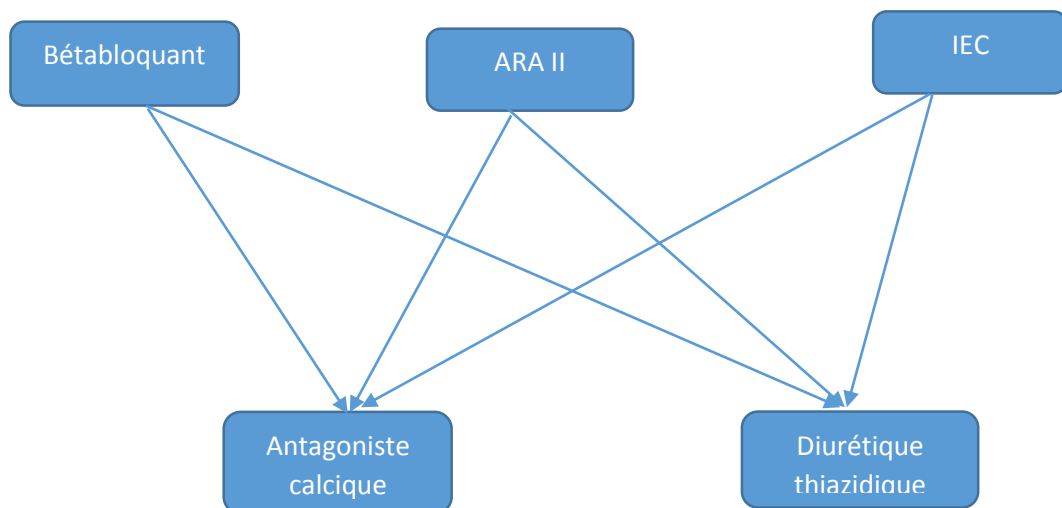 Bétabloquant
ARA II
IEC
Antagoniste
calcique
Diurétique
thiazidique